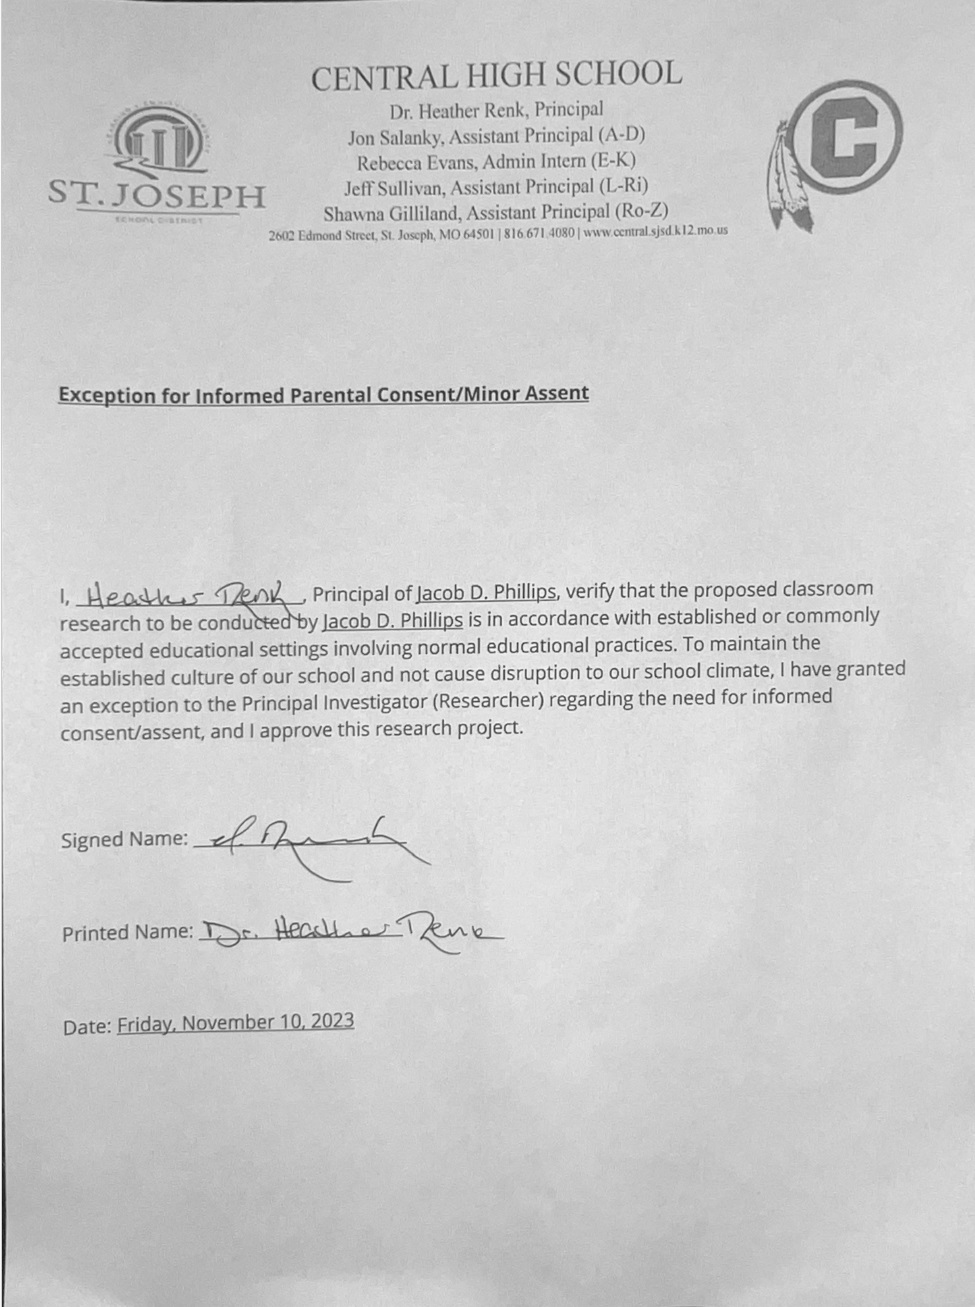 CENTRAL HIGH SCHOOL
Dr. Heather Renk, Principal
Jon Salanky, Assistant Principal (A-D)
Rebecca Evans, Admin Intern (E-K)
Jeff Sullivan, Assistant Principal (L-Ri)
Shawna Gilliland, Assistant Principal (Ro-Z)
2602 Edmond Street, St. Joseph, MO 64501 | 816.671.4080 | www.central.sjsd.k12.mo.us
ST. JOSEPH
SCHOOL DISTRICT
C
Exception for Informed Parental Consent/Minor Assent
I, Heather Renk, Principal of Jacob D. Phillips, verify that the proposed classroom
research to be conducted by Jacob D. Phillips is in accordance with established or commonly
accepted educational settings involving normal educational practices. To maintain the
established culture of our school and not cause disruption to our school climate, I have granted
an exception to the Principal Investigator (Researcher) regarding the need for informed
consent/assent, and I approve this research project.
Signed Name: H. Renk
Printed Name: Dr. Heather Renk
Date: Friday, November 10, 2023